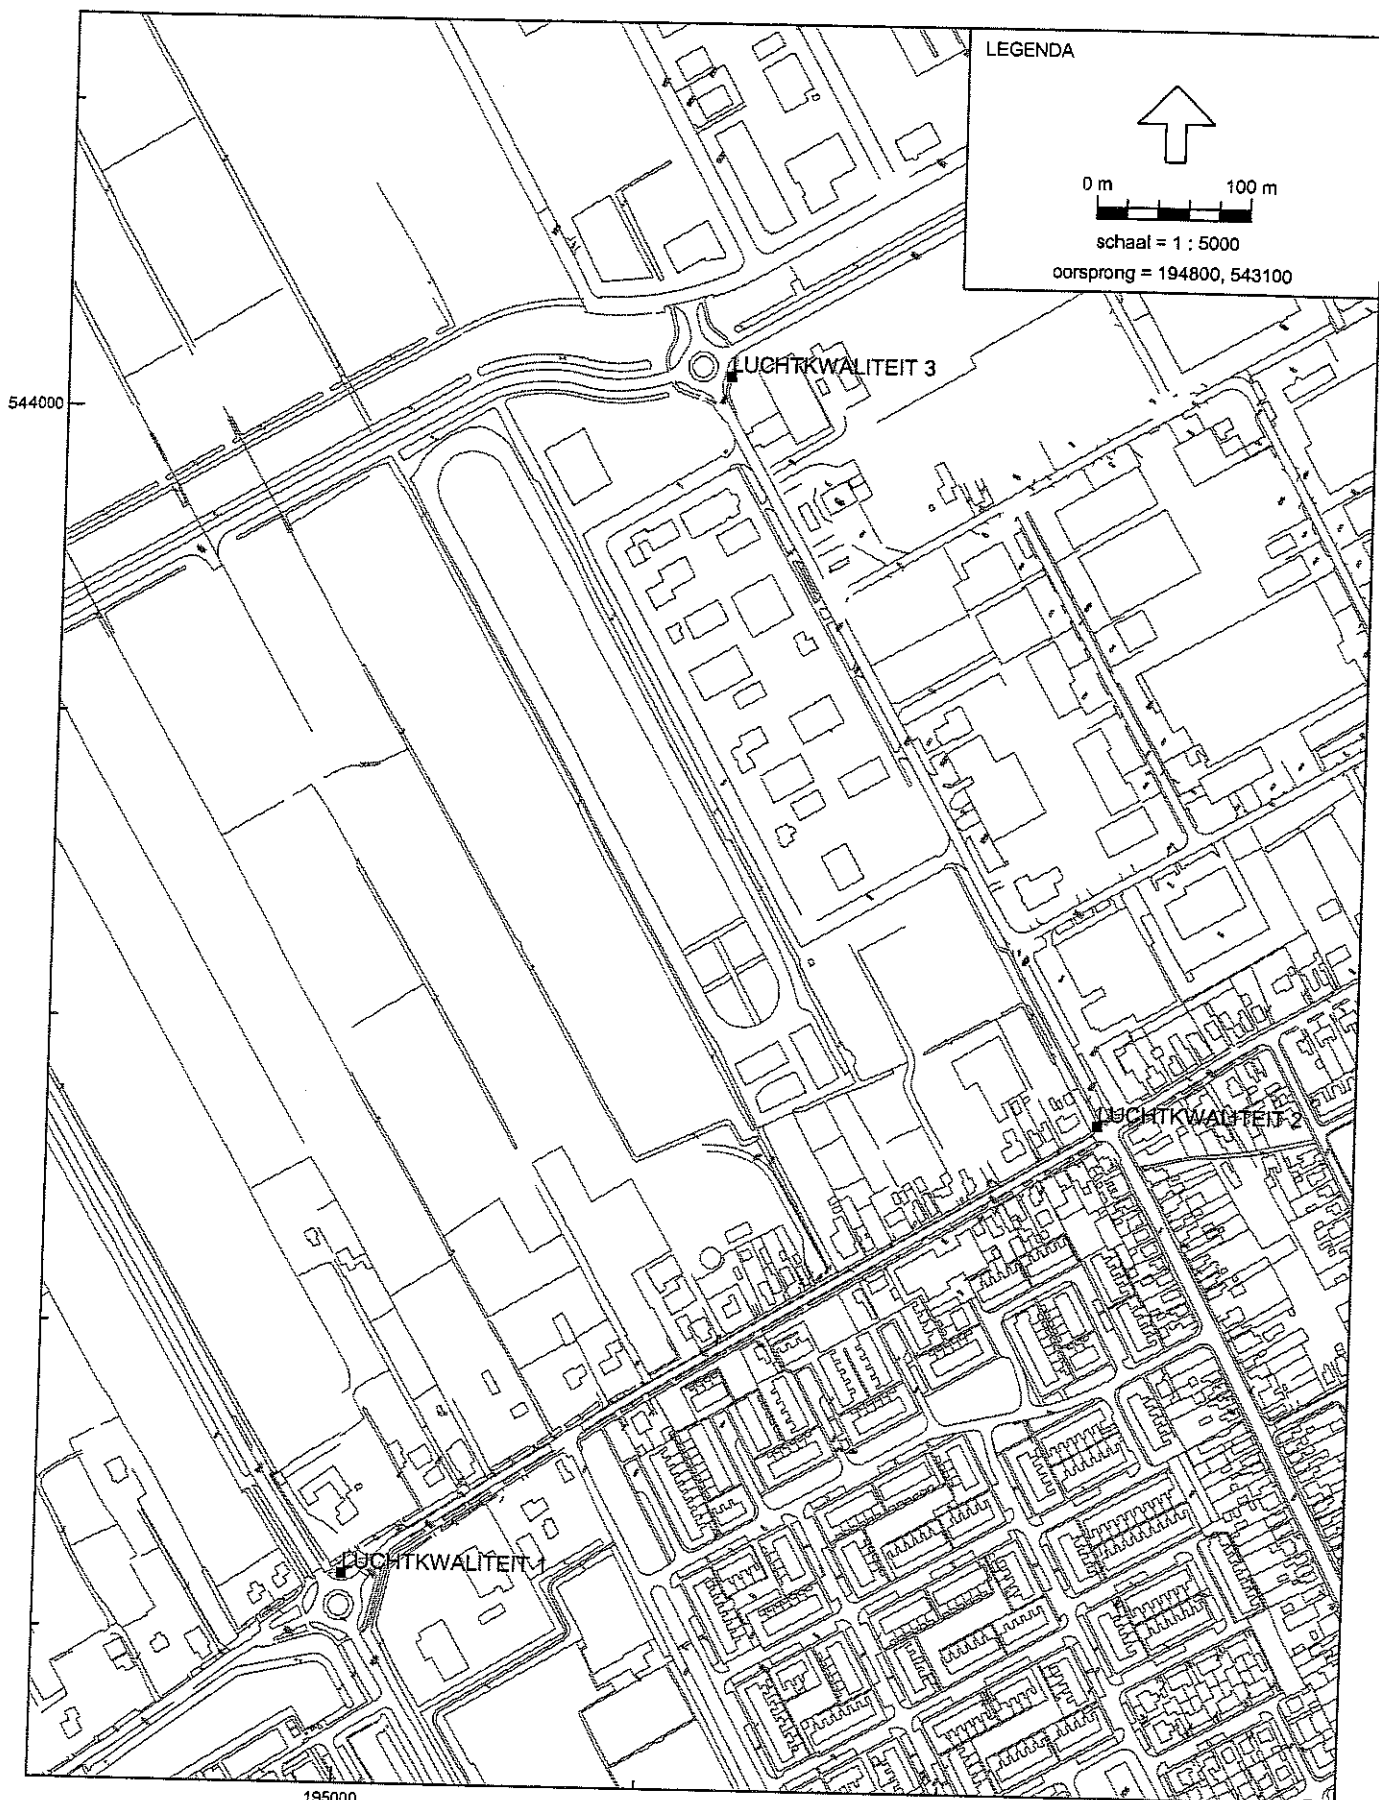 LEGENDA
0 m 100 m
schaal = 1 : 5000
oorsprong = 194800, 543100
LUCHTKWALITEIT 3
544000
LUCHTKWALITEIT 2
LUCHTKWALITEIT 1
195000